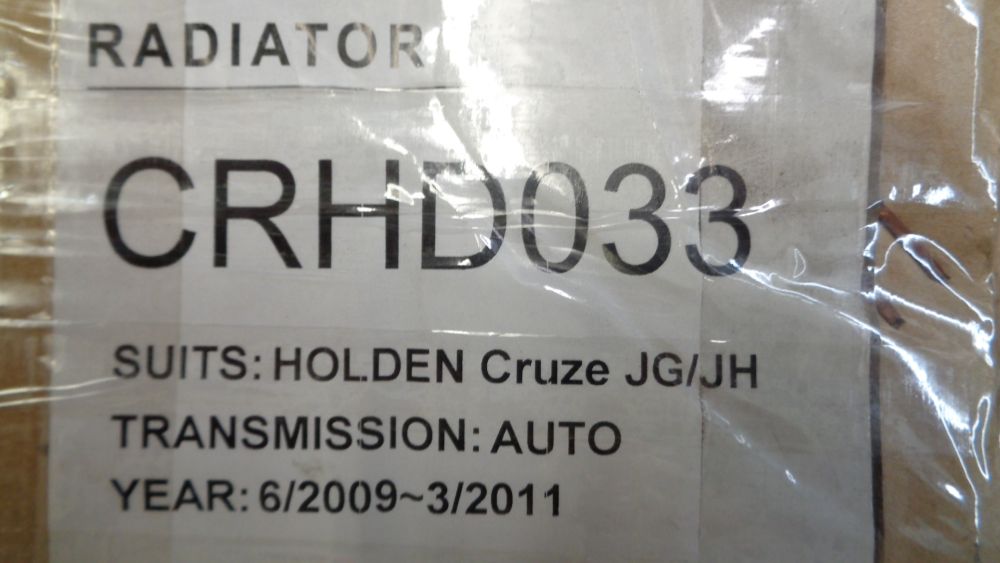 RADIATOR
CRHD033
SUITS: HOLDEN Cruze JG/JH
TRANSMISSION: AUTO
YEAR: 6/2009~3/2011